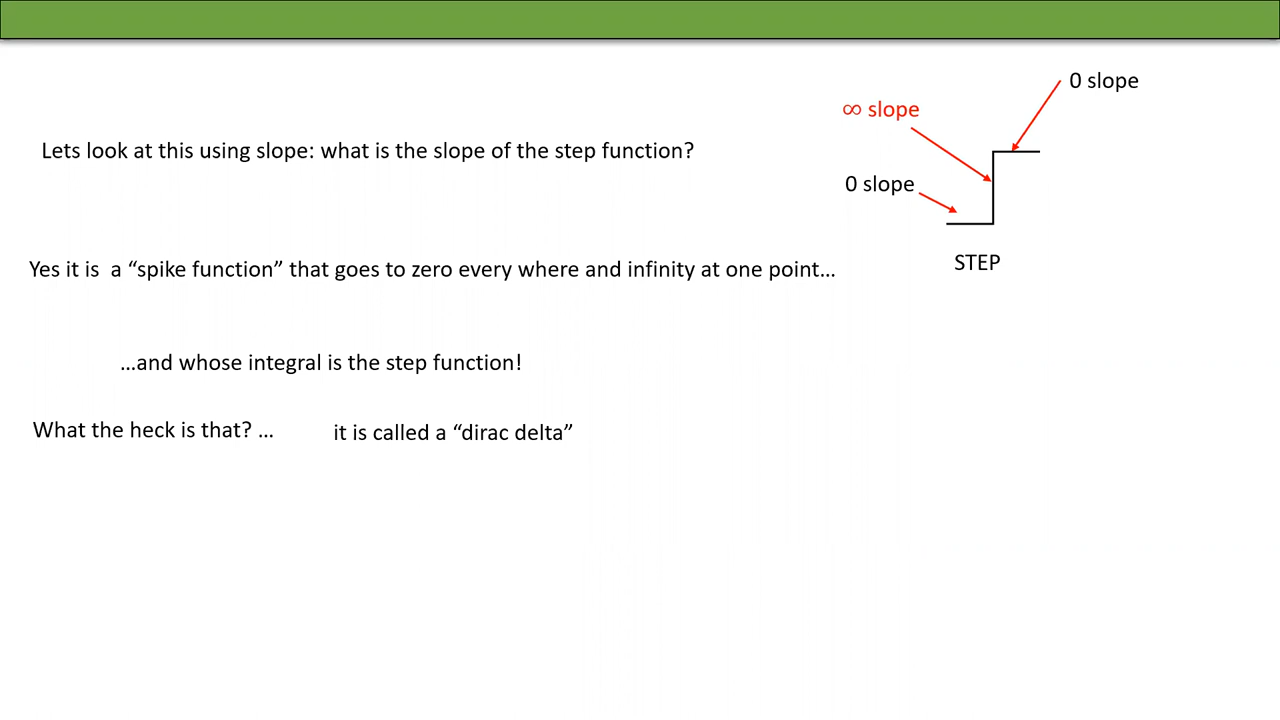 0 slope
∞ slope
Lets look at this using slope: what is the slope of the step function?
0 slope
STEP
Yes it is  a “spike function” that goes to zero every where and infinity at one point…
…and whose integral is the step function!
What the heck is that? …
it is called a “dirac delta”